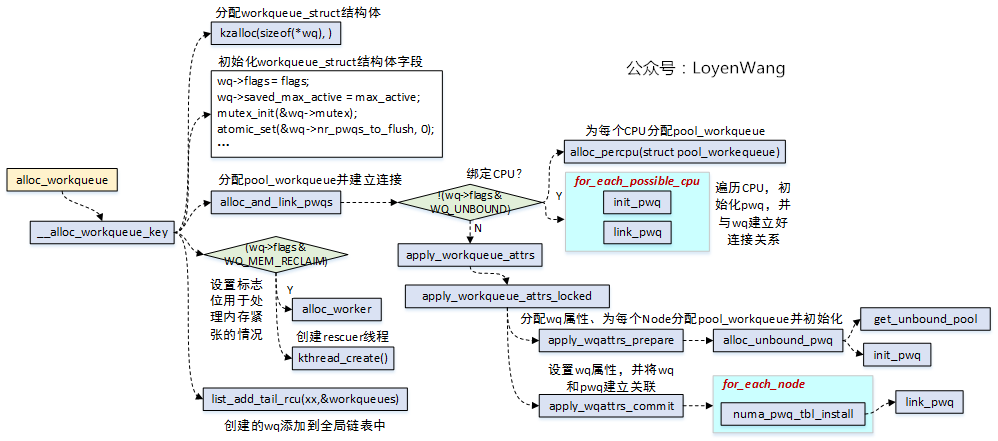 分配workqueue_struct结构体
kzalloc(sizeof(*wq), )
初始化workqueue_struct结构体字段
wq->flags = flags;
wq->saved_max_active = max_active;
mutex_init(&wq->mutex);
atomic_set(&wq->nr_pwqs_to_flush, 0);
...
公众号：LoyenWang
alloc_workqueue
__alloc_workqueue_key
分配pool_workqueue并建立连接
alloc_and_link_pwqs
绑定CPU？
!(wq->flags &
WQ_UNBOUND)
Y
N
为每个CPU分配pool_workqueue
alloc_percpu(struct pool_workequeue)
for_each_possible_cpu
init_pwq
link_pwq
遍历CPU，初
始化pwq，并
与wq建立好
连接关系
(wq->flags &
WQ_MEM_RECLAIM)
Y
设置标志
位用于处
理内存紧
张的情况
alloc_worker
创建rescuer线程
kthread_create()
list_add_tail_rcu(xx,&workqueues)
创建的wq添加到全局链表中
apply_workqueue_attrs
apply_workqueue_attrs_locked
分配wq属性、为每个Node分配pool_workqueue并初始化
apply_wqattrs_prepare
alloc_unbound_pwq
get_unbound_pool
init_pwq
设置wq属性，并将wq
和pwq建立关联
apply_wqattrs_commit
for_each_node
numa_pwq_tbl_install
link_pwq